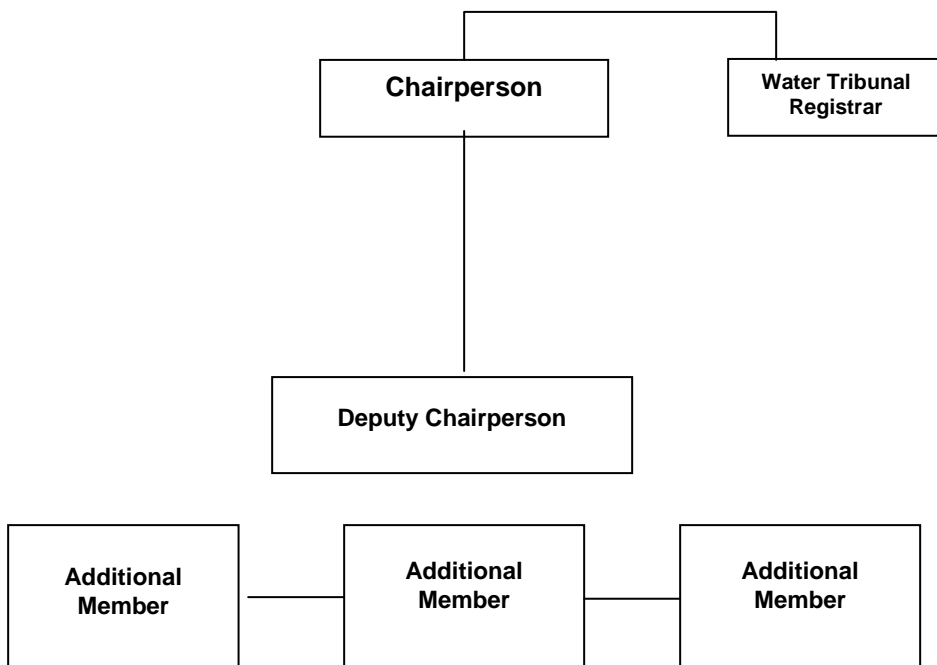 Chairperson
Water Tribunal
Registrar
Deputy Chairperson
Additional
Member
Additional
Member
Additional
Member